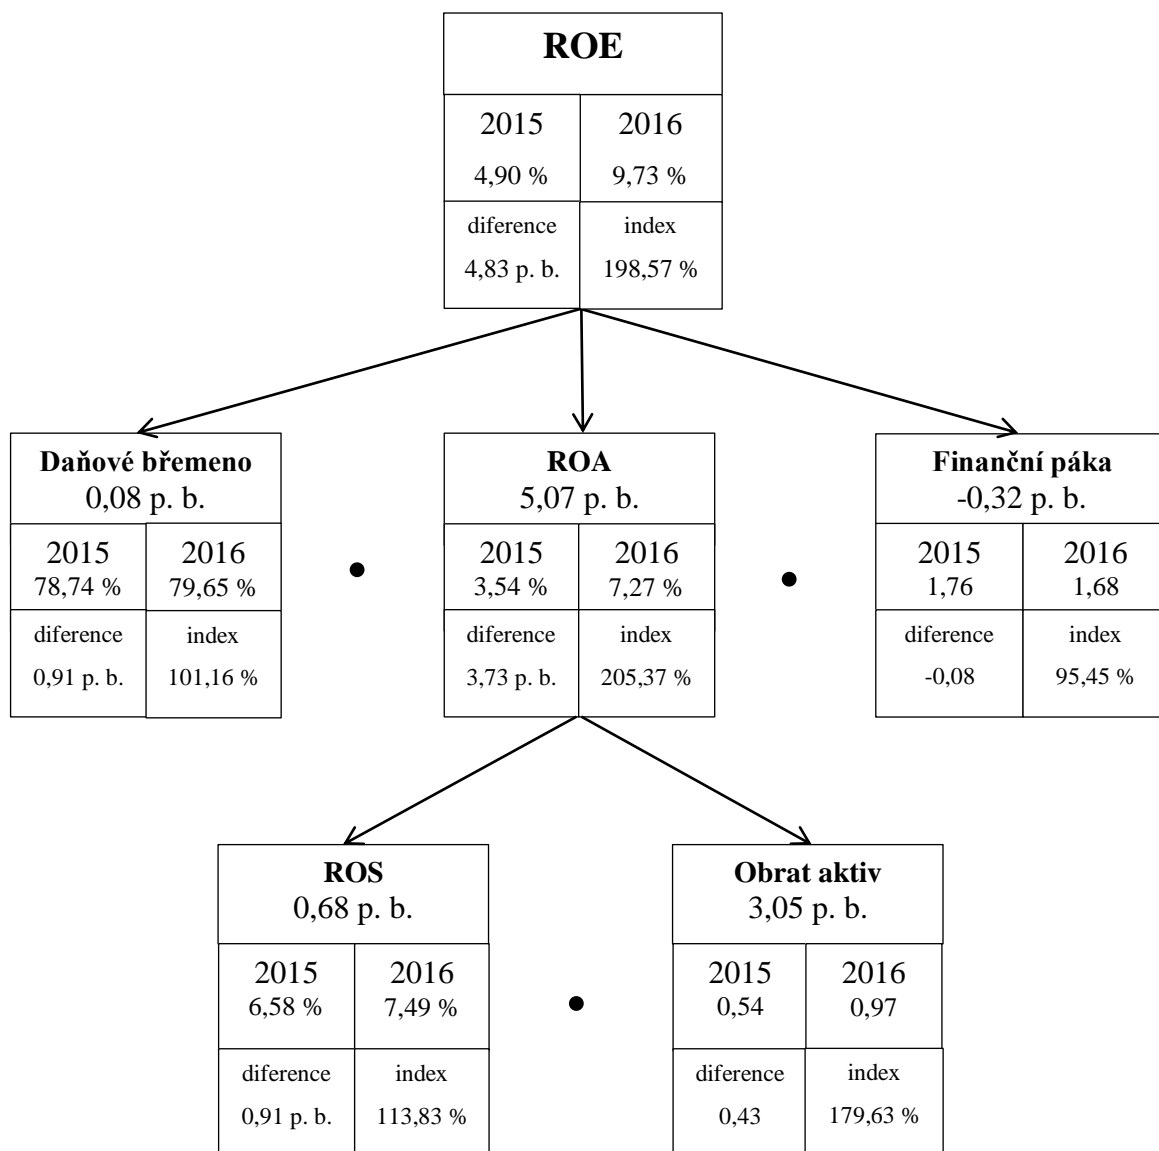 ROE
2015 2016
4,90 % 9,73 %
diference index
4,83 p. b. 198,57 %
Daňové břemeno
0,08 p. b.
2015 2016
78,74 % 79,65 %
diference index
0,91 p. b. 101,16 %
ROA
5,07 p. b.
2015 2016
3,54 % 7,27 %
diference index
3,73 p. b. 205,37 %
Finanční páka
-0,32 p. b.
2015 2016
1,76 1,68
diference index
-0,08 95,45 %
ROS
0,68 p. b.
2015 2016
6,58 % 7,49 %
diference index
0,91 p. b. 113,83 %
Obrat aktiv
3,05 p. b.
2015 2016
0,54 0,97
diference index
0,43 179,63 %